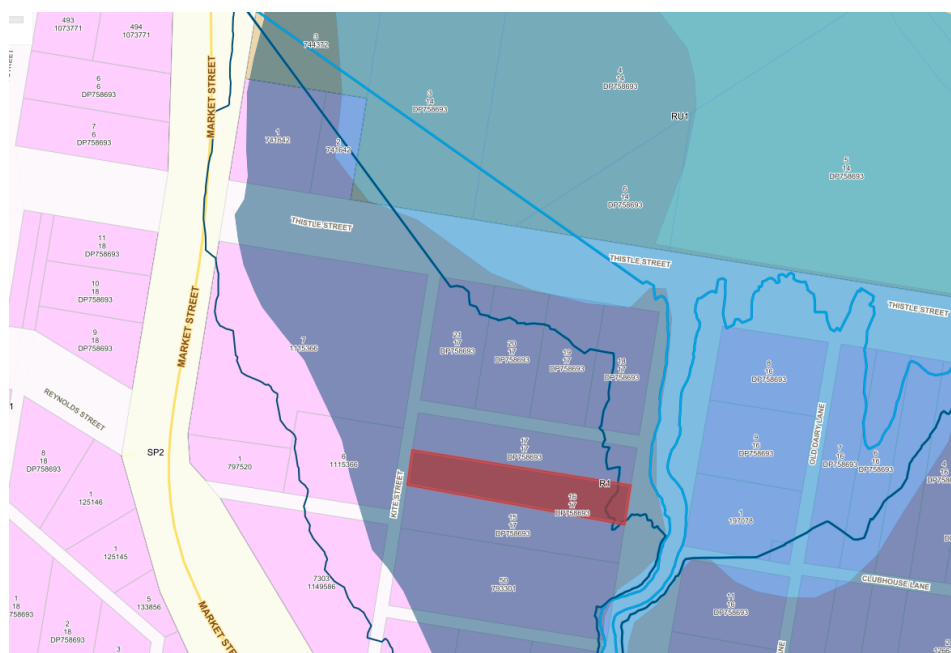 493
1073771
494
1073771
3
744372
6
6
DP758693
7
6
DP758693
MARKET STREET
1
741642
2
741642
3
14
DP758693
4
14
DP758693
RU1
5
14
DP758693
6
14
DP758693
THISTLE STREET
THISTLE STREET
THISTLE STREET
11
18
DP758693
10
18
DP758693
9
18
DP758693
MARKET STREET
7
1115366
21
17
DP758693
20
17
DP758693
19
17
DP758693
18
17
DP758693
8
16
DP758693
REYNOLDS STREET
9
16
DP758693
OLD DAIRY LANE
7
16
DP758693
6
16
DP758693
4
16
SP2
8
18
DP758693
1
797520
6
1115366
17
17
DP758693
KITE STREET
R1
16
17
DP758693
15
17
DP758693
1
125146
1
197078
1
125145
50
793301
CLUBHOUSE LANE
7303
1149586
5
133856
1
18
DP758693
2
18
DP758693
3
MARKET STREET
11
16
DP758693